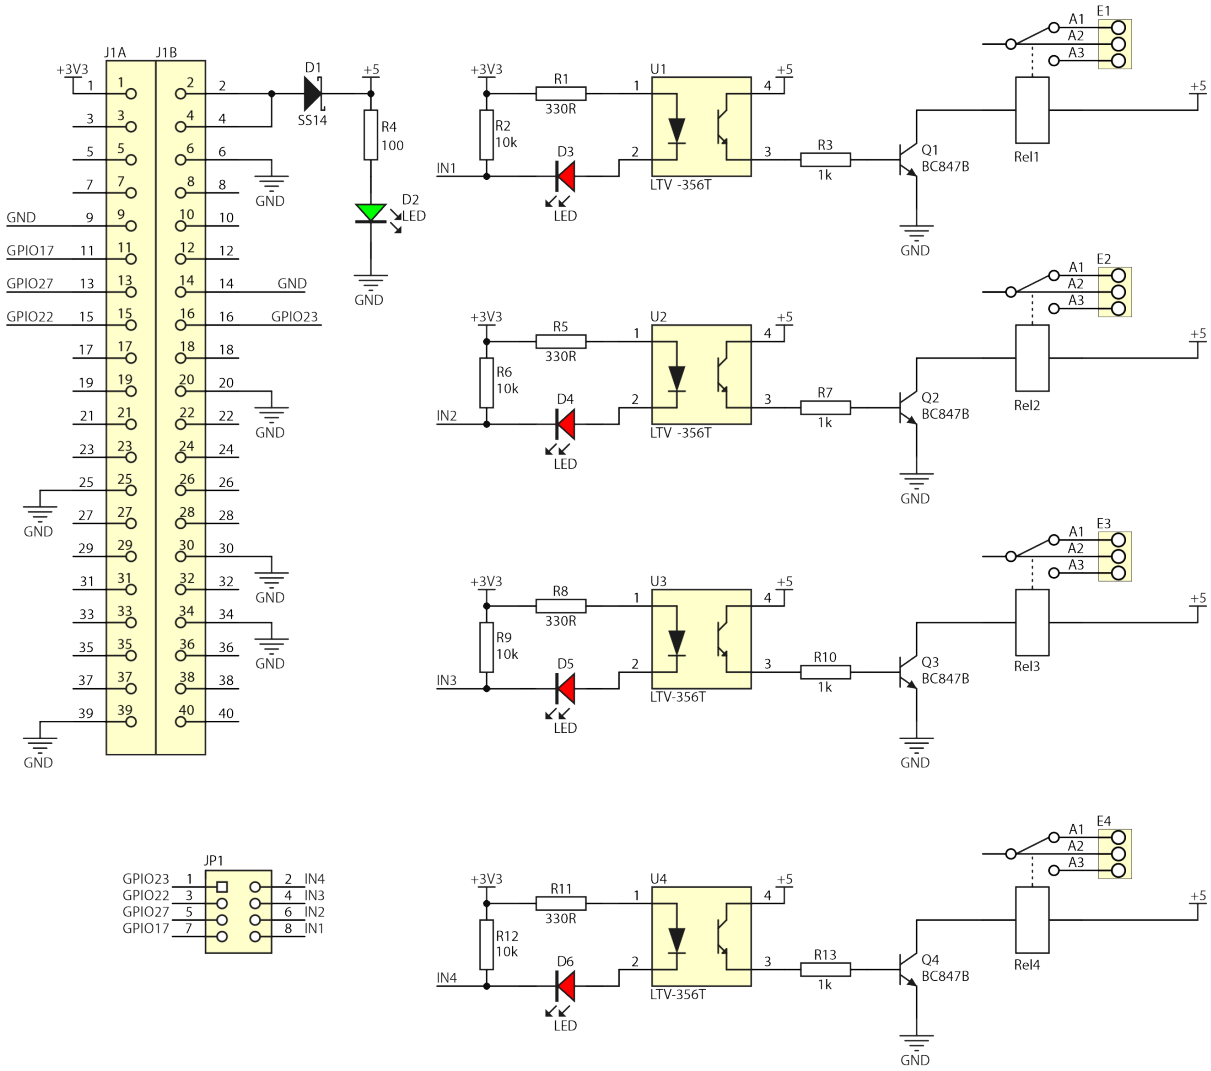 J1A J1B
+3V3
1 1 2 2
3 3 4 4
5 5 6 6
GND
7 7 8 8
GND 9 9 10 10
GPIO17 11 11 12 12
GPIO27 13 13 14 14 GND
GPIO22 15 15 16 16 GPIO23
17 17 18 18
19 19 20 20
GND
21 21 22 22
23 23 24 24
25 25 26 26
GND
27 27 28 28
29 29 30 30
GND
31 31 32 32
33 33 34 34
GND
35 35 36 36
37 37 38 38
39 39 40 40
GND
D1
SS14
+5
R4
100
D2
LED
GND
+3V3
R1
330R
R2
10k
IN1
D3
LED
U1
1 4
2 3
LTV -356T
+5
R3
1k
Q1
BC847B
GND
Rel1
+5
E1
A1
A2
A3
+3V3
R5
330R
R6
10k
IN2
D4
LED
U2
1 4
2 3
LTV -356T
+5
R7
1k
Q2
BC847B
GND
Rel2
+5
E2
A1
A2
A3
+3V3
R8
330R
R9
10k
IN3
D5
LED
U3
1 4
2 3
LTV-356T
+5
R10
1k
Q3
BC847B
GND
Rel3
+5
E3
A1
A2
A3
JP1
GPIO23 1 2 IN4
GPIO22 3 4 IN3
GPIO27 5 6 IN2
GPIO17 7 8 IN1
+3V3
R11
330R
R12
10k
IN4
D6
LED
U4
1 4
2 3
LTV-356T
+5
R13
1k
Q4
BC847B
GND
Rel4
+5
E4
A1
A2
A3